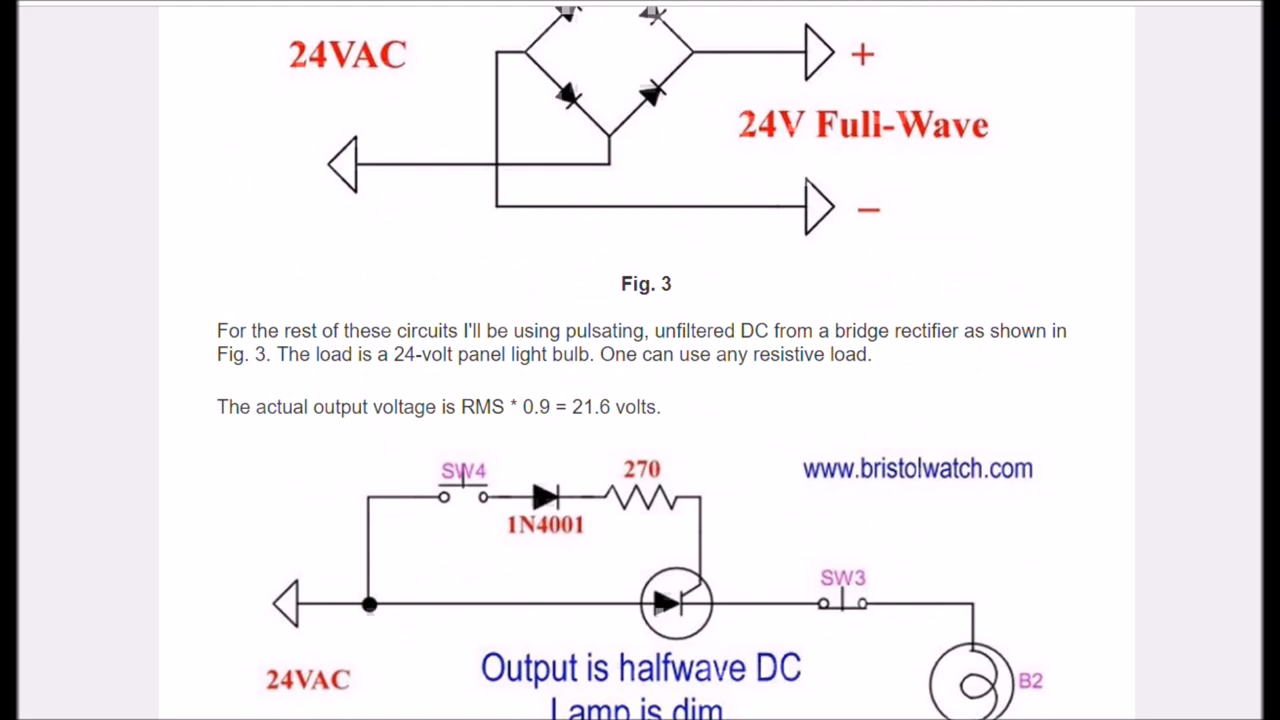 24VAC
+
24V Full-Wave
−
Fig. 3
For the rest of these circuits I'll be using pulsating, unfiltered DC from a bridge rectifier as shown in
Fig. 3. The load is a 24-volt panel light bulb. One can use any resistive load.
The actual output voltage is RMS * 0.9 = 21.6 volts.
SW4
270
www.bristolwatch.com
1N4001
SW3
24VAC
Output is halfwave DC
B2
Lamp is dim